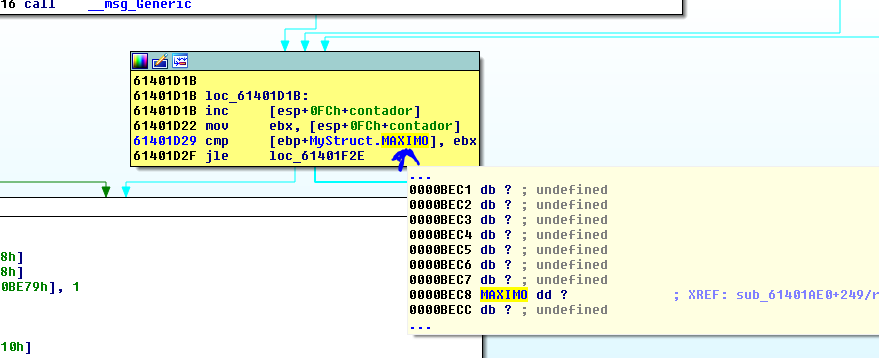 16 call    __msg_Generic
61401D1B
61401D1B loc_61401D1B:
61401D1B inc     [esp+0FCh+contador]
61401D22 mov     ebx, [esp+0FCh+contador]
61401D29 cmp     [ebp+MyStruct.MAXIMO], ebx
61401D2F jle     loc_61401F2E
...
0000BEC1 db ? ; undefined
0000BEC2 db ? ; undefined
0000BEC3 db ? ; undefined
0000BEC4 db ? ; undefined
0000BEC5 db ? ; undefined
0000BEC6 db ? ; undefined
0000BEC7 db ? ; undefined
0000BEC8 MAXIMO dd ?             ; XREF: sub_61401AE0+249/r
0000BECC db ? ; undefined
...
8h]
8h]
0BE79h], 1
10h]